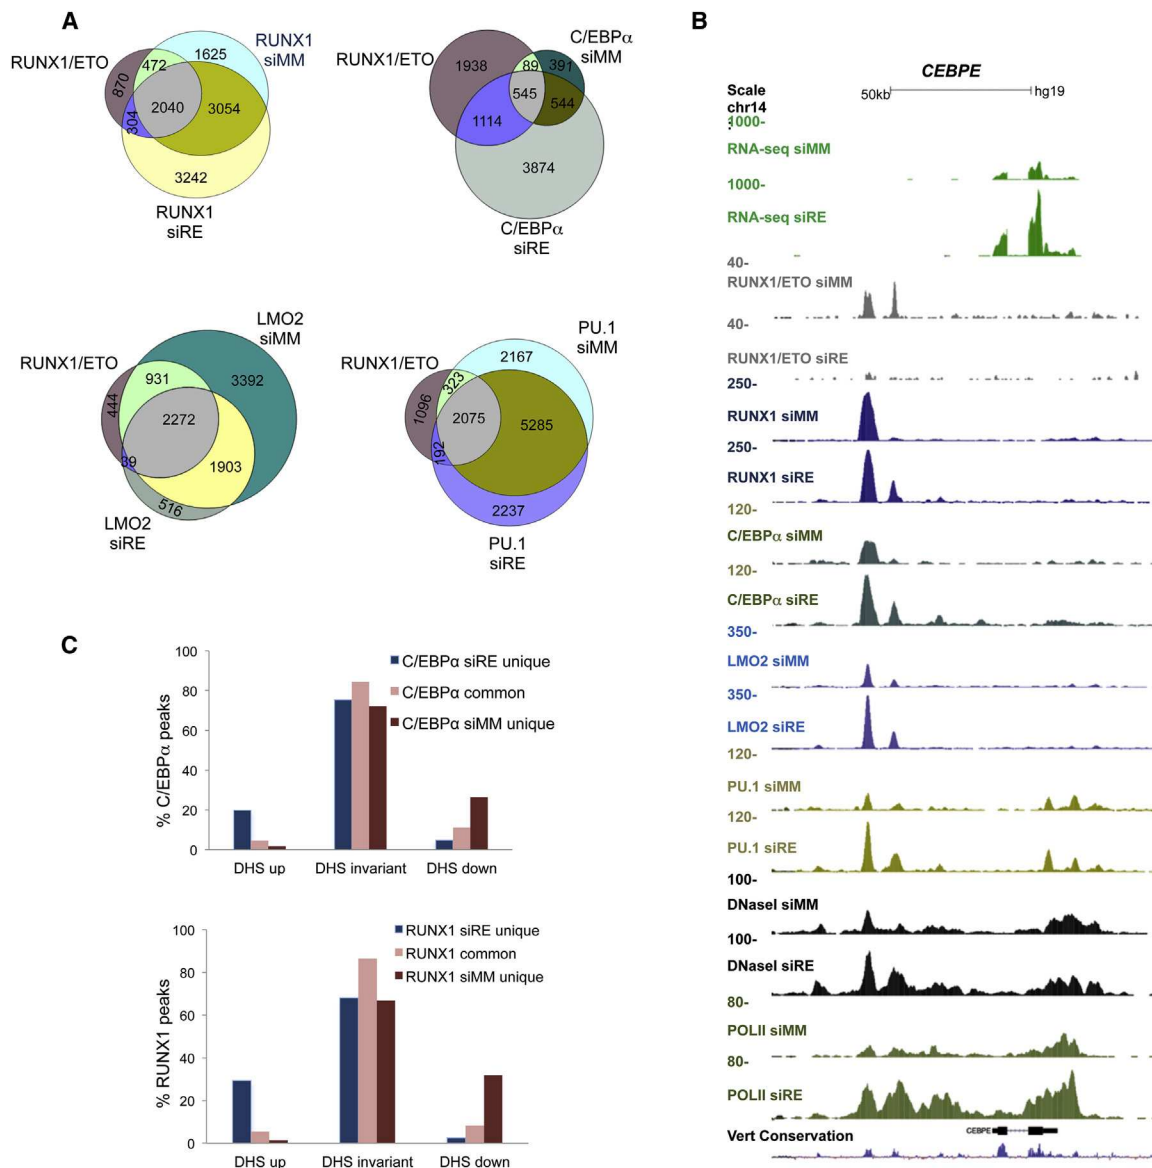 A
RUNX1/ETO
RUNX1
siMM
870
472
1625
2040
3054
304
3242
RUNX1
siRE
RUNX1/ETO
C/EBPα
siMM
1938
89
391
545
544
1114
3874
C/EBPα
siRE
RUNX1/ETO
LMO2
siMM
444
931
3392
2272
39
1903
516
LMO2
siRE
RUNX1/ETO
PU.1
siMM
1096
323
2167
2075
5285
192
2237
PU.1
siRE
B
CEBPE
Scale
50kb
hg19
chr14
1000-
RNA-seq siMM
1000-
RNA-seq siRE
40-
RUNX1/ETO siMM
40-
RUNX1/ETO siRE
250-
RUNX1 siMM
250-
RUNX1 siRE
120-
C/EBPα siMM
120-
C/EBPα siRE
350-
LMO2 siMM
350-
LMO2 siRE
120-
PU.1 siMM
120-
PU.1 siRE
100-
DNaseI siMM
100-
DNaseI siRE
80-
POLII siMM
80-
POLII siRE
CEBPE
Vert Conservation
C
% C/EBPα peaks
100
80
60
40
20
0
C/EBPα siRE unique
C/EBPα common
C/EBPα siMM unique
DHS up
DHS invariant
DHS down
% RUNX1 peaks
100
80
60
40
20
0
RUNX1 siRE unique
RUNX1 common
RUNX1 siMM unique
DHS up
DHS invariant
DHS down